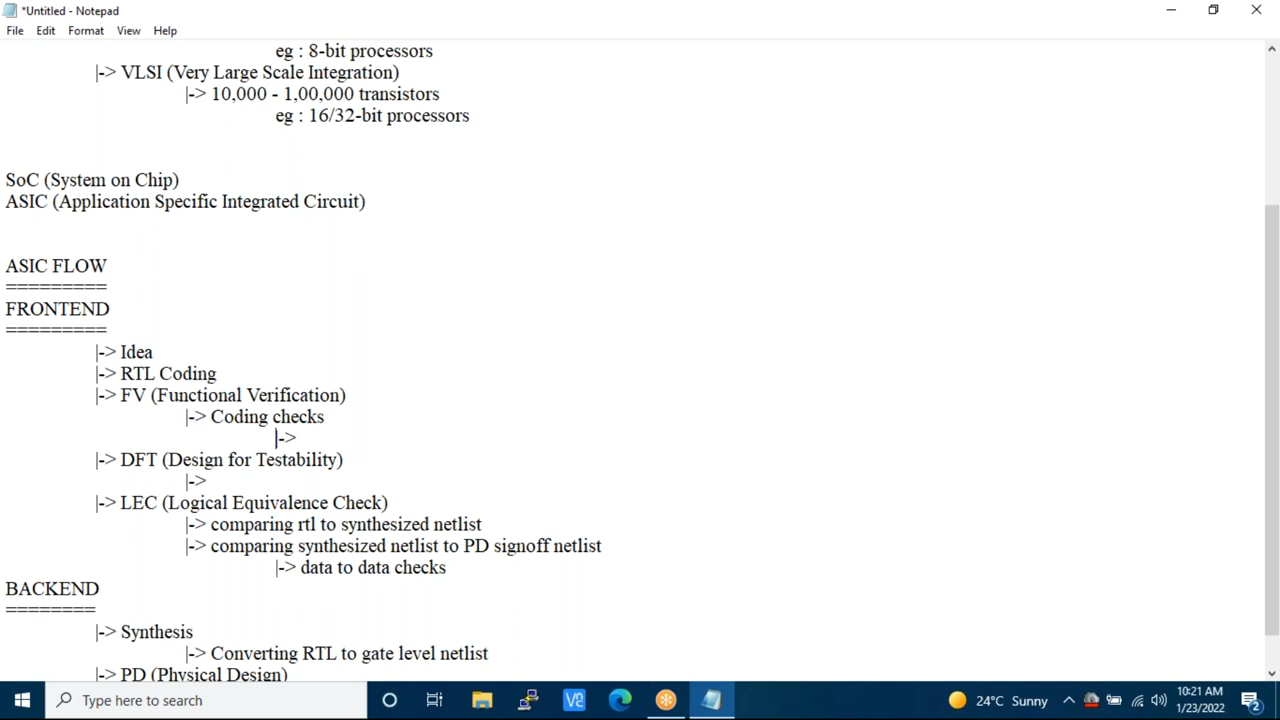 *Untitled - Notepad
File Edit Format View Help
eg : 8-bit processors
|-> VLSI (Very Large Scale Integration)
|-> 10,000 - 1,00,000 transistors
eg : 16/32-bit processors
SoC (System on Chip)
ASIC (Application Specific Integrated Circuit)
ASIC FLOW
=========
FRONTEND
=========
|-> Idea
|-> RTL Coding
|-> FV (Functional Verification)
|-> Coding checks
|->
|-> DFT (Design for Testability)
|->
|-> LEC (Logical Equivalence Check)
|-> comparing rtl to synthesized netlist
|-> comparing synthesized netlist to PD signoff netlist
|-> data to data checks
BACKEND
========
|-> Synthesis
|-> Converting RTL to gate level netlist
|-> PD (Physical Design)
Type here to search
24°C Sunny
10:21 AM
1/23/2022
2